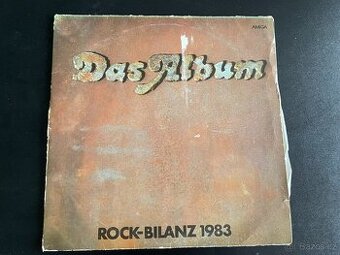 AMIGA
Das Album
ROCK-BILANZ 1983